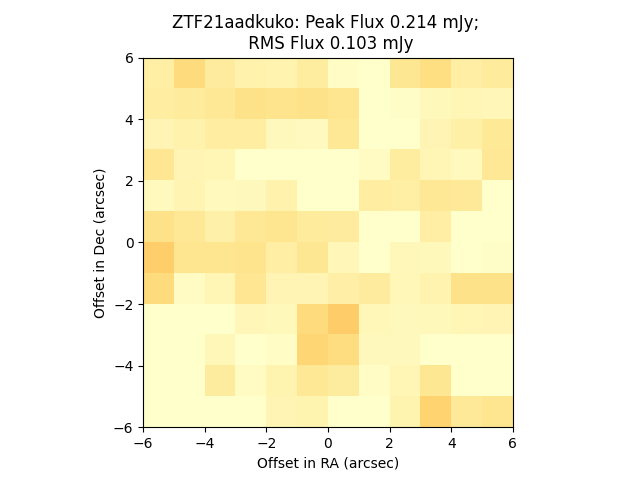 ZTF21aadkuko: Peak Flux 0.214 mJy;
RMS Flux 0.103 mJy
6
4
2
0
−2
−4
−6
Offset in Dec (arcsec)
−6 −4 −2 0 2 4 6
Offset in RA (arcsec)